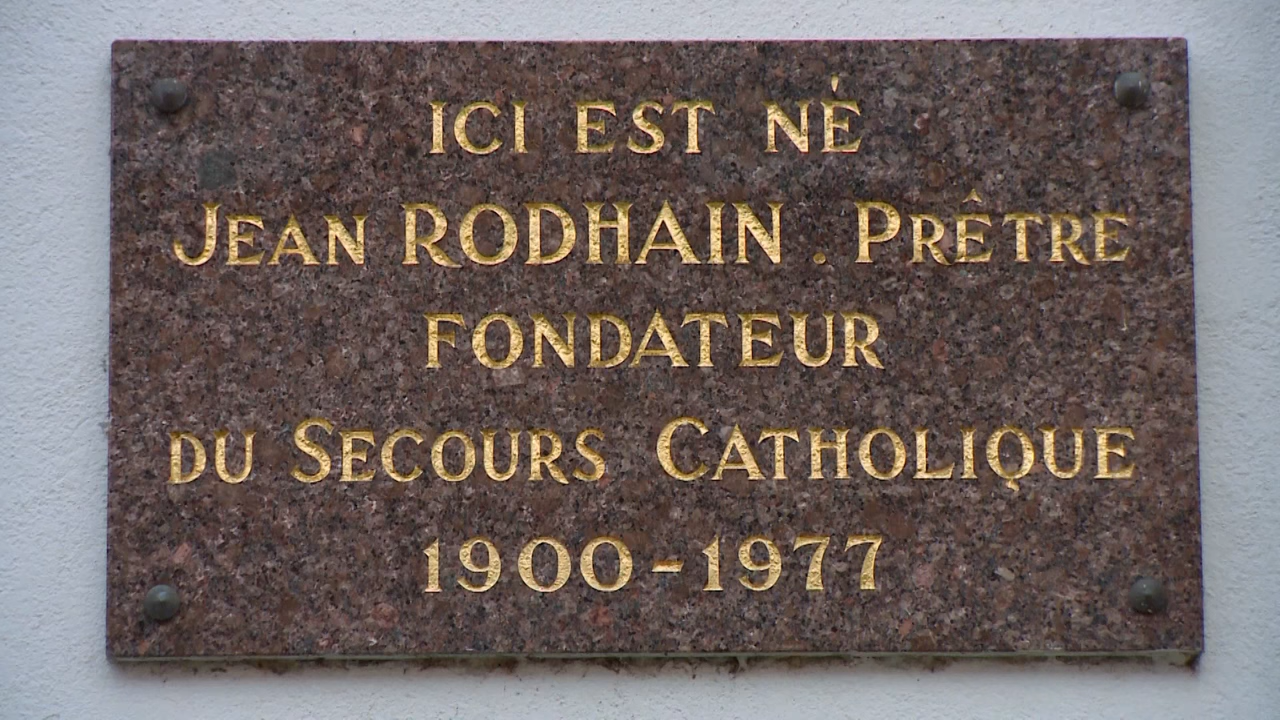 ICI EST NÉ
JEAN RODHAIN . PRÊTRE
FONDATEUR
DU SECOURS CATHOLIQUE
1900-1977